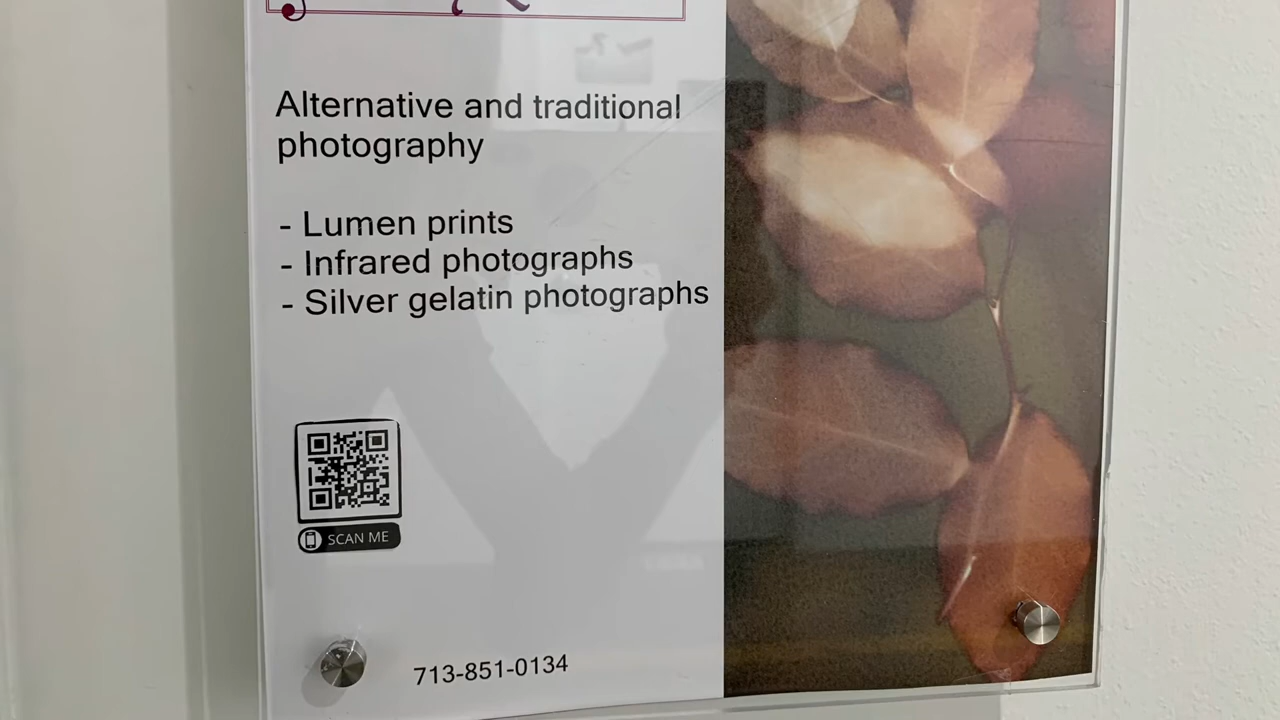 Alternative and traditional
photography
- Lumen prints
- Infrared photographs
- Silver gelatin photographs
SCAN ME
713-851-0134